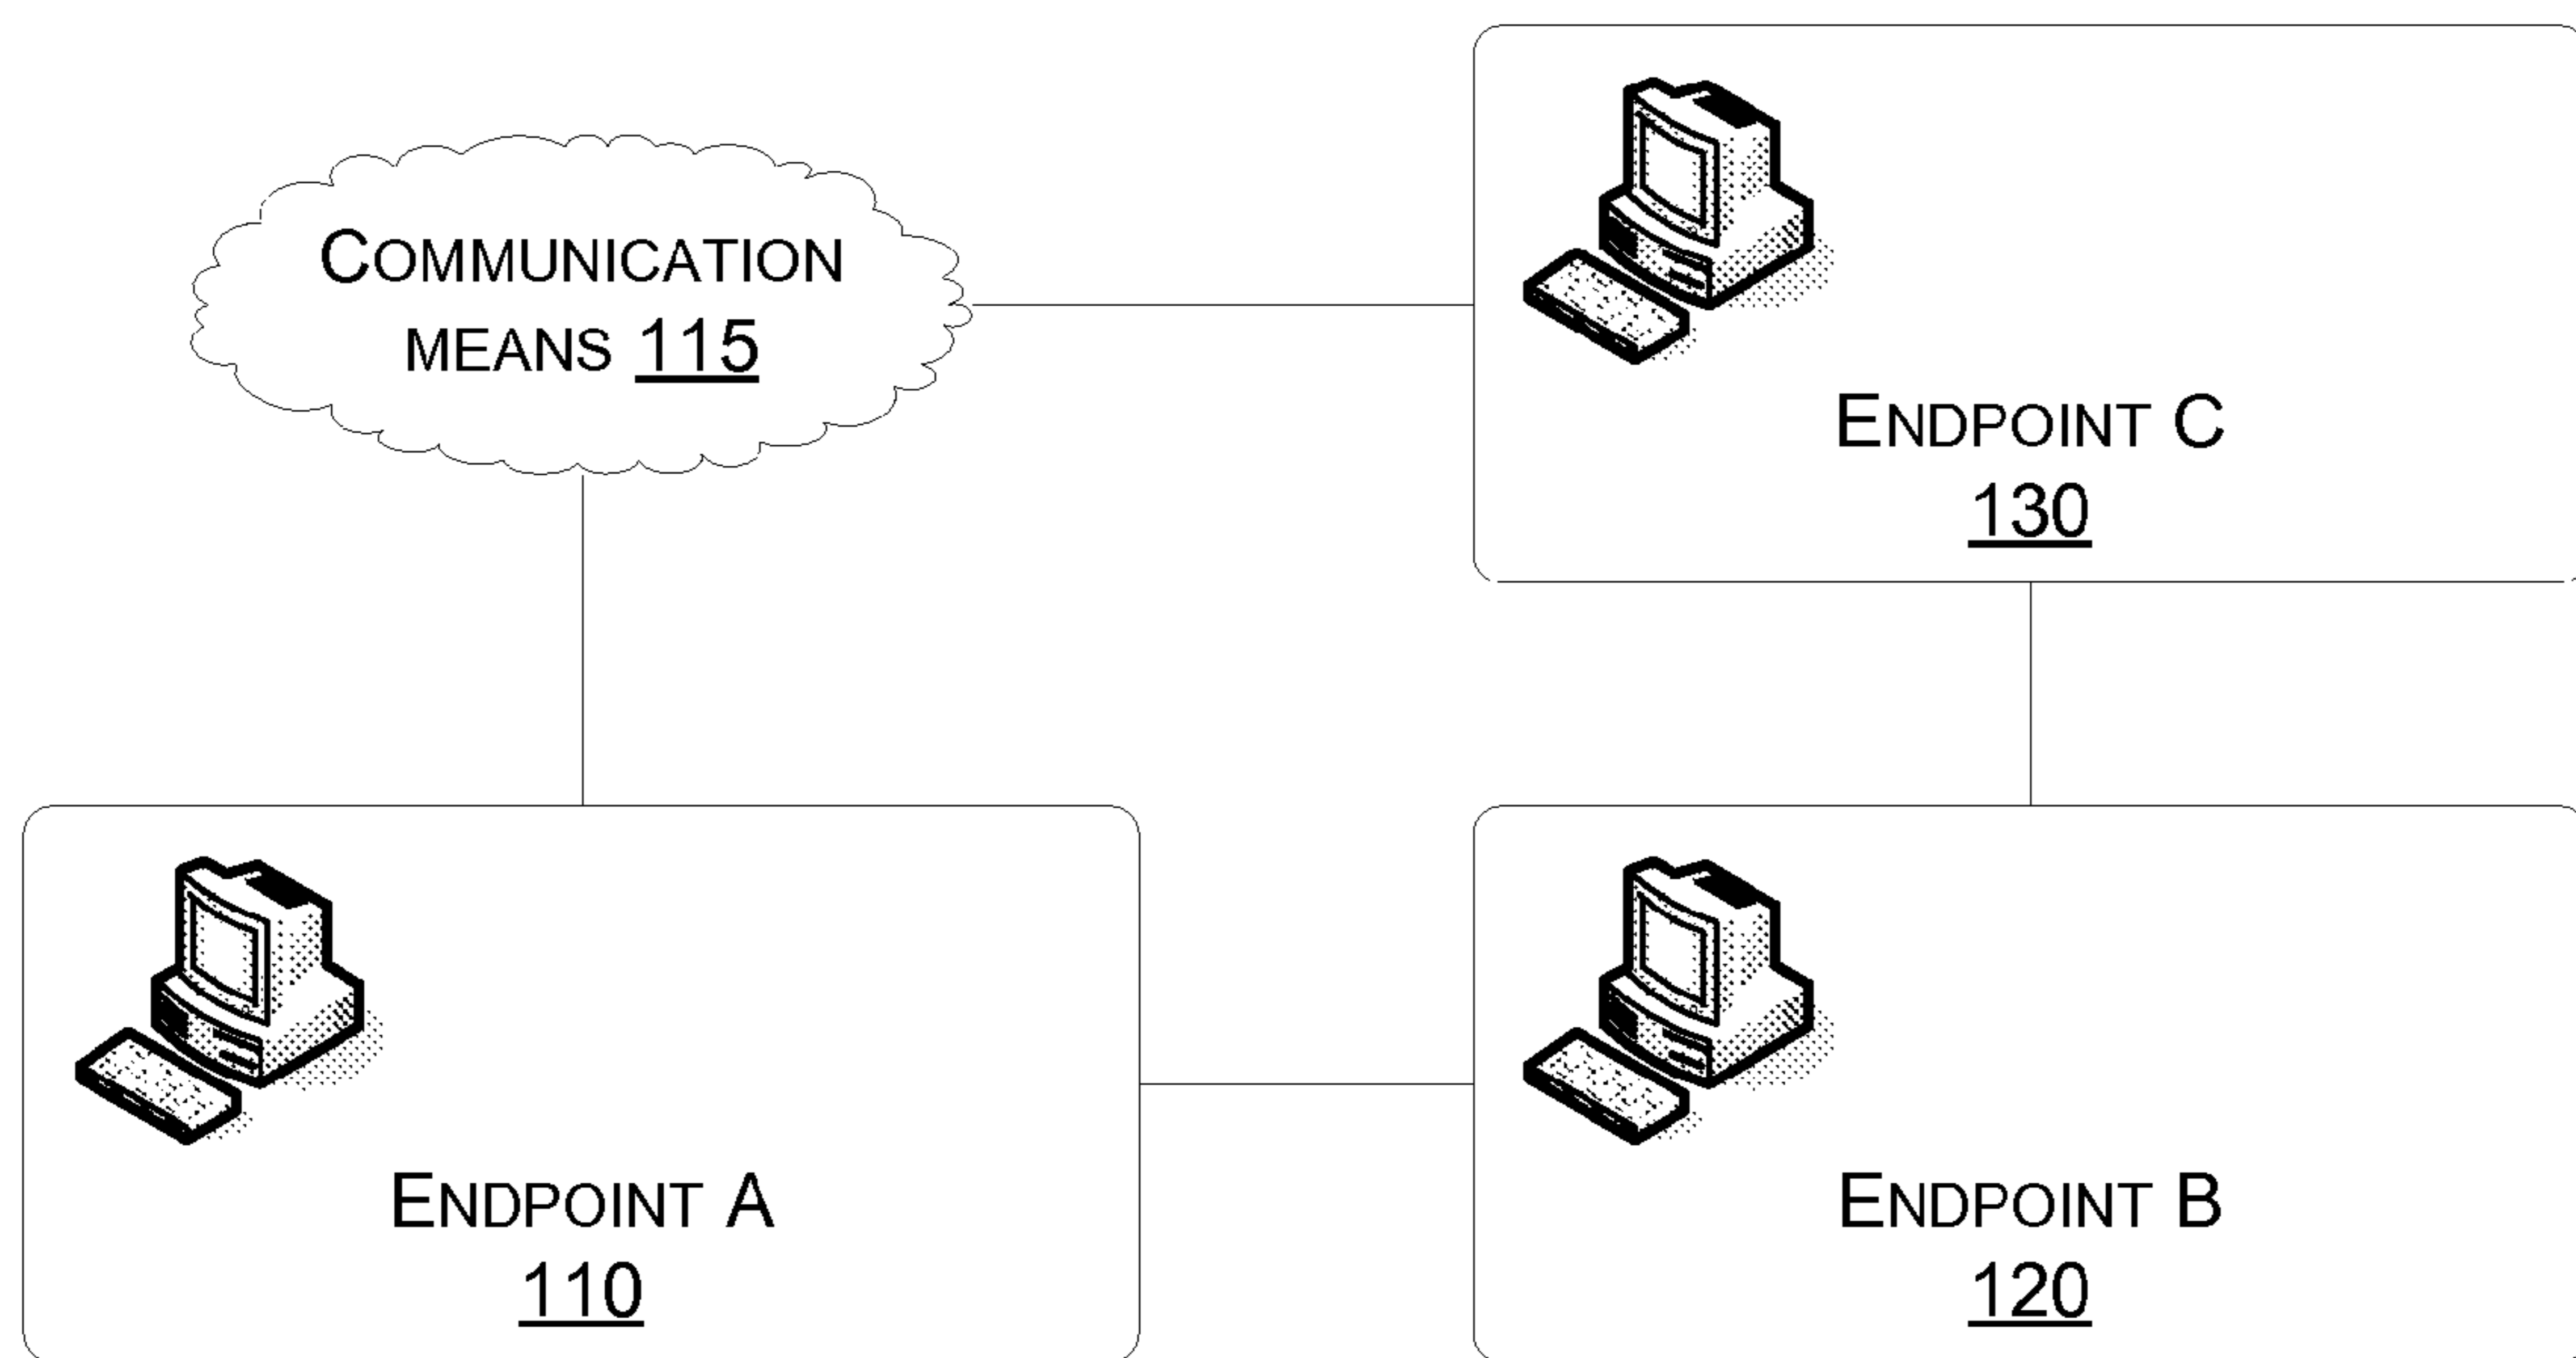 COMMUNICATION
MEANS 115
ENDPOINT C
130
ENDPOINT A
110
ENDPOINT B
120